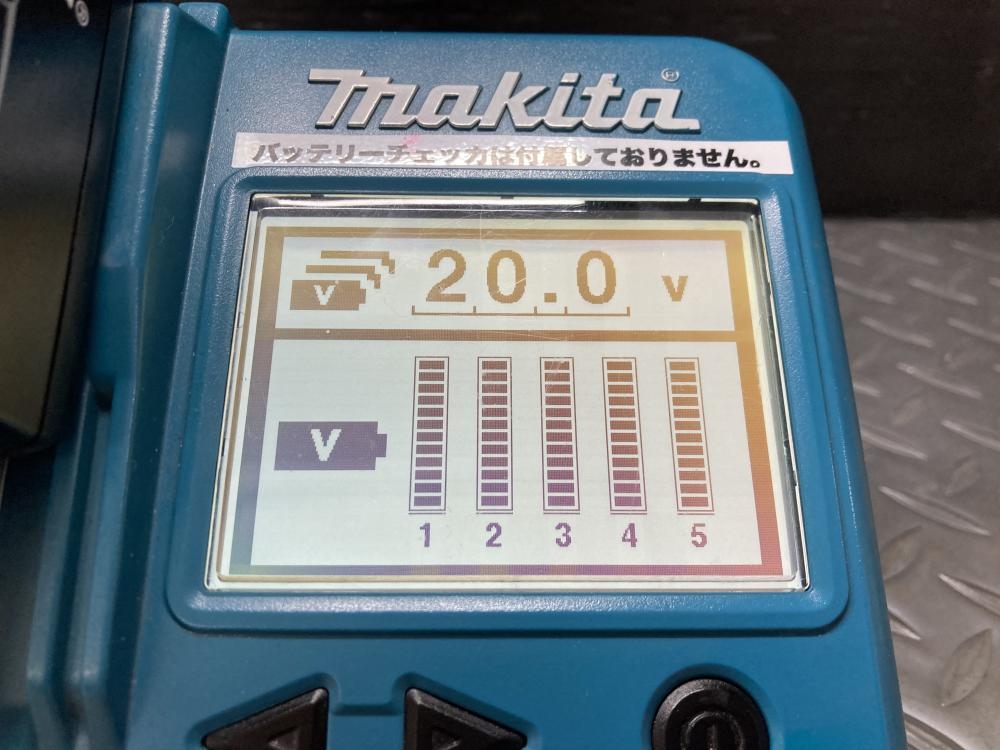 makita®
バッテリーチェッカは付属しておりません。
V 20.0 v
V
1 2 3 4 5